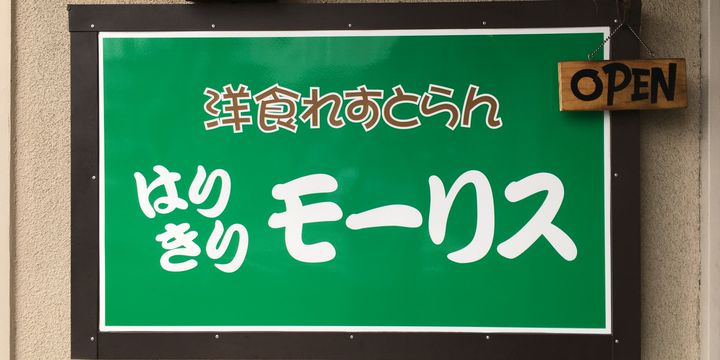 洋食れすとらん
はり
きり
モーリス
OPEN